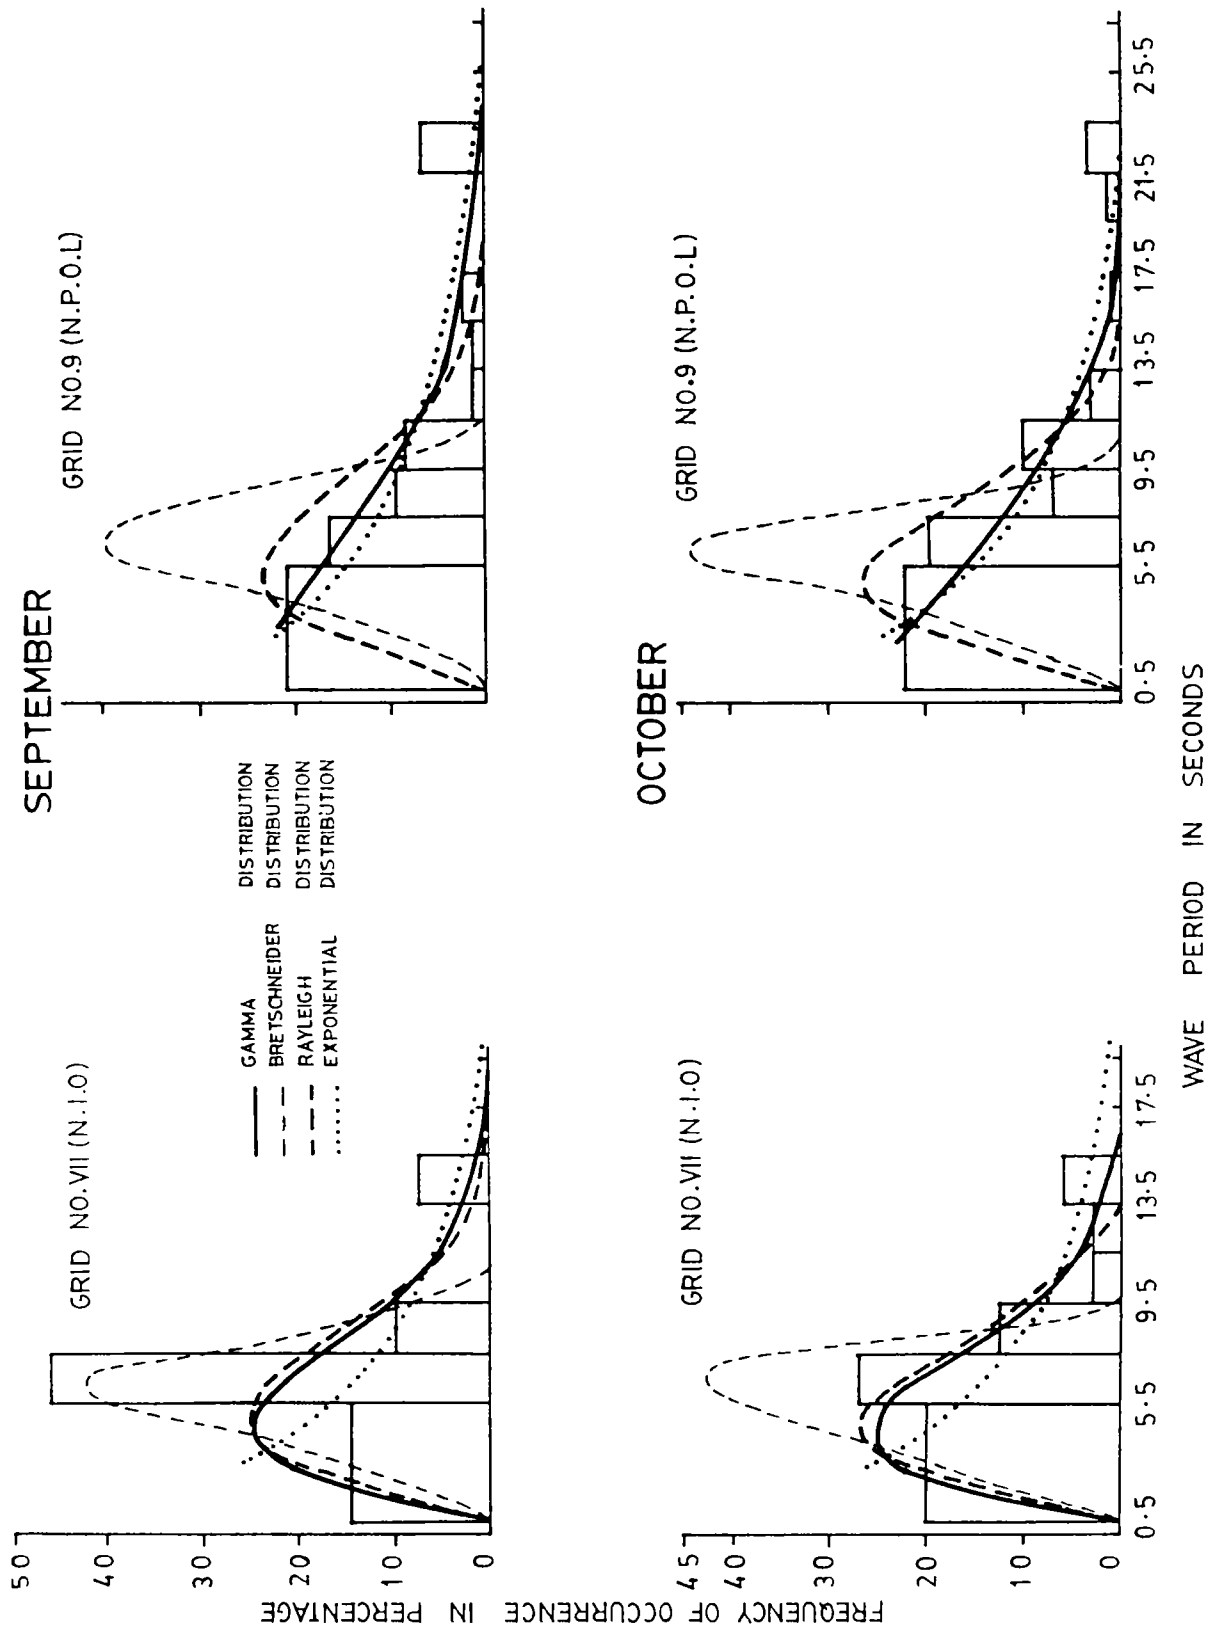 SEPTEMBER
GRID NO.VII (N.I.O)
GRID NO.9 (N.P.O.L)
GAMMA DISTRIBUTION
BRETSCHNEIDER DISTRIBUTION
RAYLEIGH DISTRIBUTION
EXPONENTIAL DISTRIBUTION
50
40
30
20
10
0
OCTOBER
GRID NO.VII (N.I.O)
GRID NO.9 (N.P.O.L)
45
40
30
20
10
0
0.5 5.5 9.5 13.5 17.5
0.5 5.5 9.5 13.5 17.5 21.5 25.5
FREQUENCY OF OCCURRENCE IN PERCENTAGE
WAVE PERIOD IN SECONDS